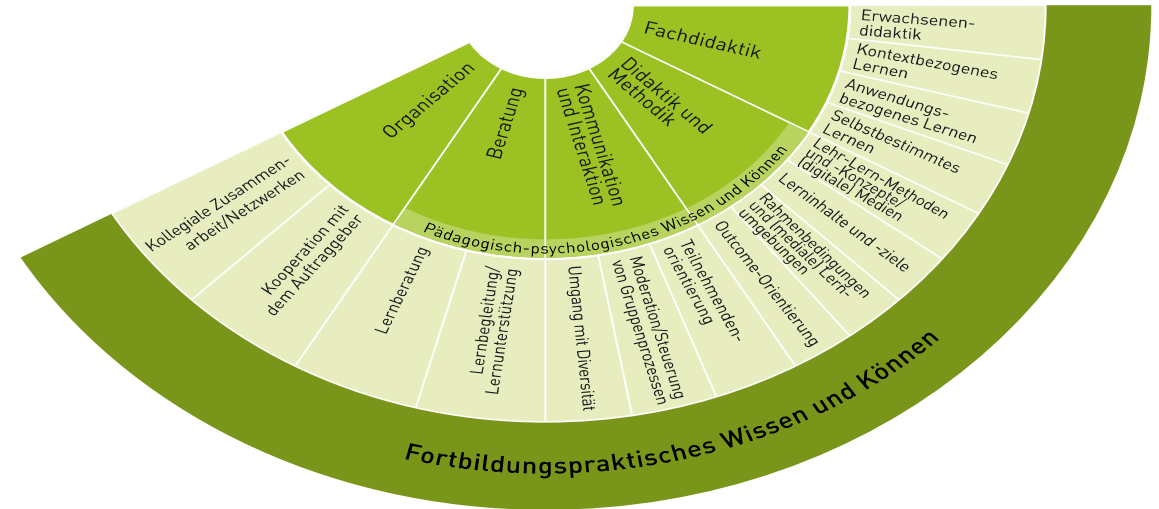 Organisation
Beratung
Kommunikation
und Interaktion
Didaktik und
Methodik
Fachdidaktik
Pädagogisch-psychologisches Wissen und Können
Kollegiale Zusammen-
arbeit/Netzwerken
Kooperation mit
dem Auftraggeber
Lernberatung
Lernbegleitung/
Lernunterstützung
Umgang mit Diversität
Moderation/Steuerung
von Gruppenprozessen
Teilnehmenden-
orientierung
Outcome-Orientierung
Rahmenbedingungen
und (mediale) Lern-
umgebungen
Lerninhalte und -ziele
Lehr-Lern-Methoden
und -Konzepte/
(digitale) Medien
Selbstbestimmtes
Lernen
Anwendungs-
bezogenes Lernen
Kontextbezogenes
Lernen
Erwachsenen-
didaktik
Fortbildungspraktisches Wissen und Können